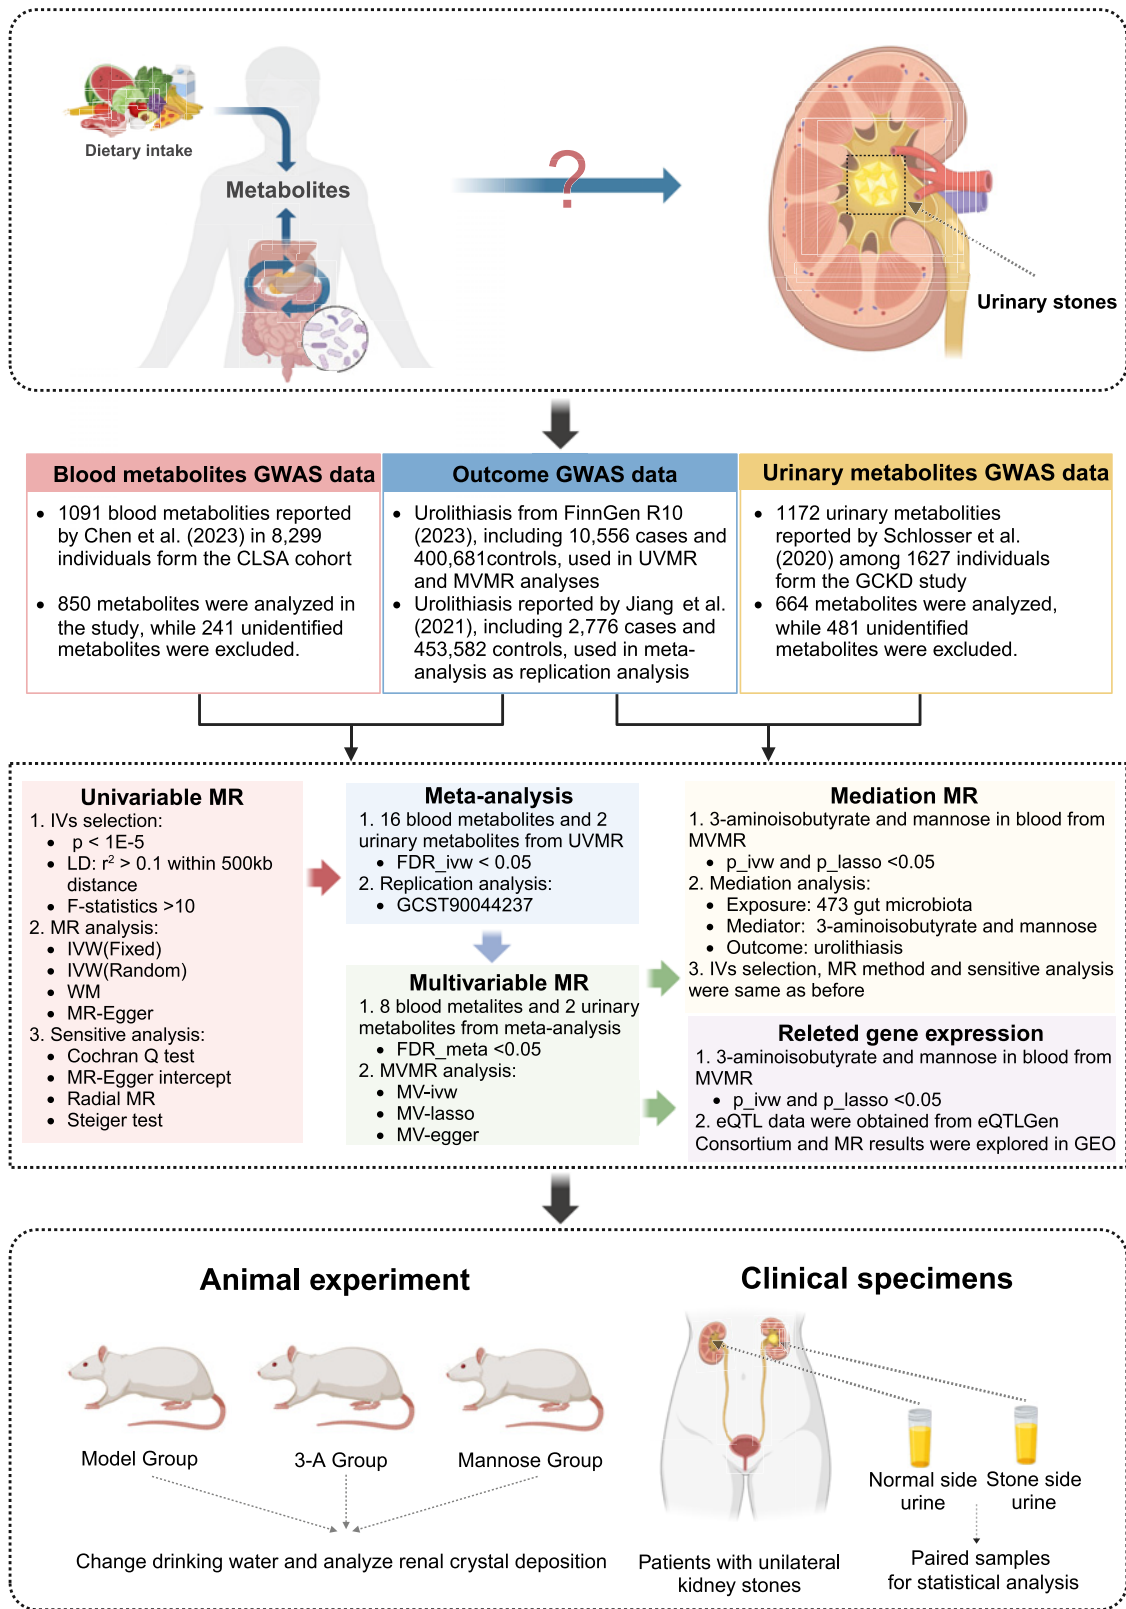 Dietary intake
Metabolites
?
Urinary stones
Blood metabolites GWAS data
• 1091 blood metabolities reported
by Chen et al. (2023) in 8,299
individuals form the CLSA cohort
• 850 metabolites were analyzed in
the study, while 241 unidentified
metabolites were excluded.
Outcome GWAS data
• Urolithiasis from FinnGen R10
(2023), including 10,556 cases and
400,681controls, used in UVMR
and MVMR analyses
• Urolithiasis reported by Jiang et al.
(2021), including 2,776 cases and
453,582 controls, used in meta-
analysis as replication analysis
Urinary metabolites GWAS data
• 1172 urinary metabolities
reported by Schlosser et al.
(2020) among 1627 individuals
form the GCKD study
• 664 metabolites were analyzed,
while 481 unidentified
metabolites were excluded.
Univariable MR
1. IVs selection:
• p < 1E-5
• LD: r² > 0.1 within 500kb
distance
• F-statistics >10
2. MR analysis:
• IVW(Fixed)
• IVW(Random)
• WM
• MR-Egger
3. Sensitive analysis:
• Cochran Q test
• MR-Egger intercept
• Radial MR
• Steiger test
Meta-analysis
1. 16 blood metabolites and 2
urinary metabolites from UVMR
• FDR_ivw < 0.05
2. Replication analysis:
• GCST90044237
Multivariable MR
1. 8 blood metalites and 2 urinary
metabolites from meta-analysis
• FDR_meta <0.05
2. MVMR analysis:
• MV-ivw
• MV-lasso
• MV-egger
Mediation MR
1. 3-aminoisobutyrate and mannose in blood from
MVMR
• p_ivw and p_lasso <0.05
2. Mediation analysis:
• Exposure: 473 gut microbiota
• Mediator: 3-aminoisobutyrate and mannose
• Outcome: urolithiasis
3. IVs selection, MR method and sensitive analysis
were same as before
Releted gene expression
1. 3-aminoisobutyrate and mannose in blood from
MVMR
• p_ivw and p_lasso <0.05
2. eQTL data were obtained from eQTLGen
Consortium and MR results were explored in GEO
Animal experiment
Model Group
3-A Group
Mannose Group
Change drinking water and analyze renal crystal deposition
Clinical specimens
Normal side
urine
Stone side
urine
Patients with unilateral
kidney stones
Paired samples
for statistical analysis